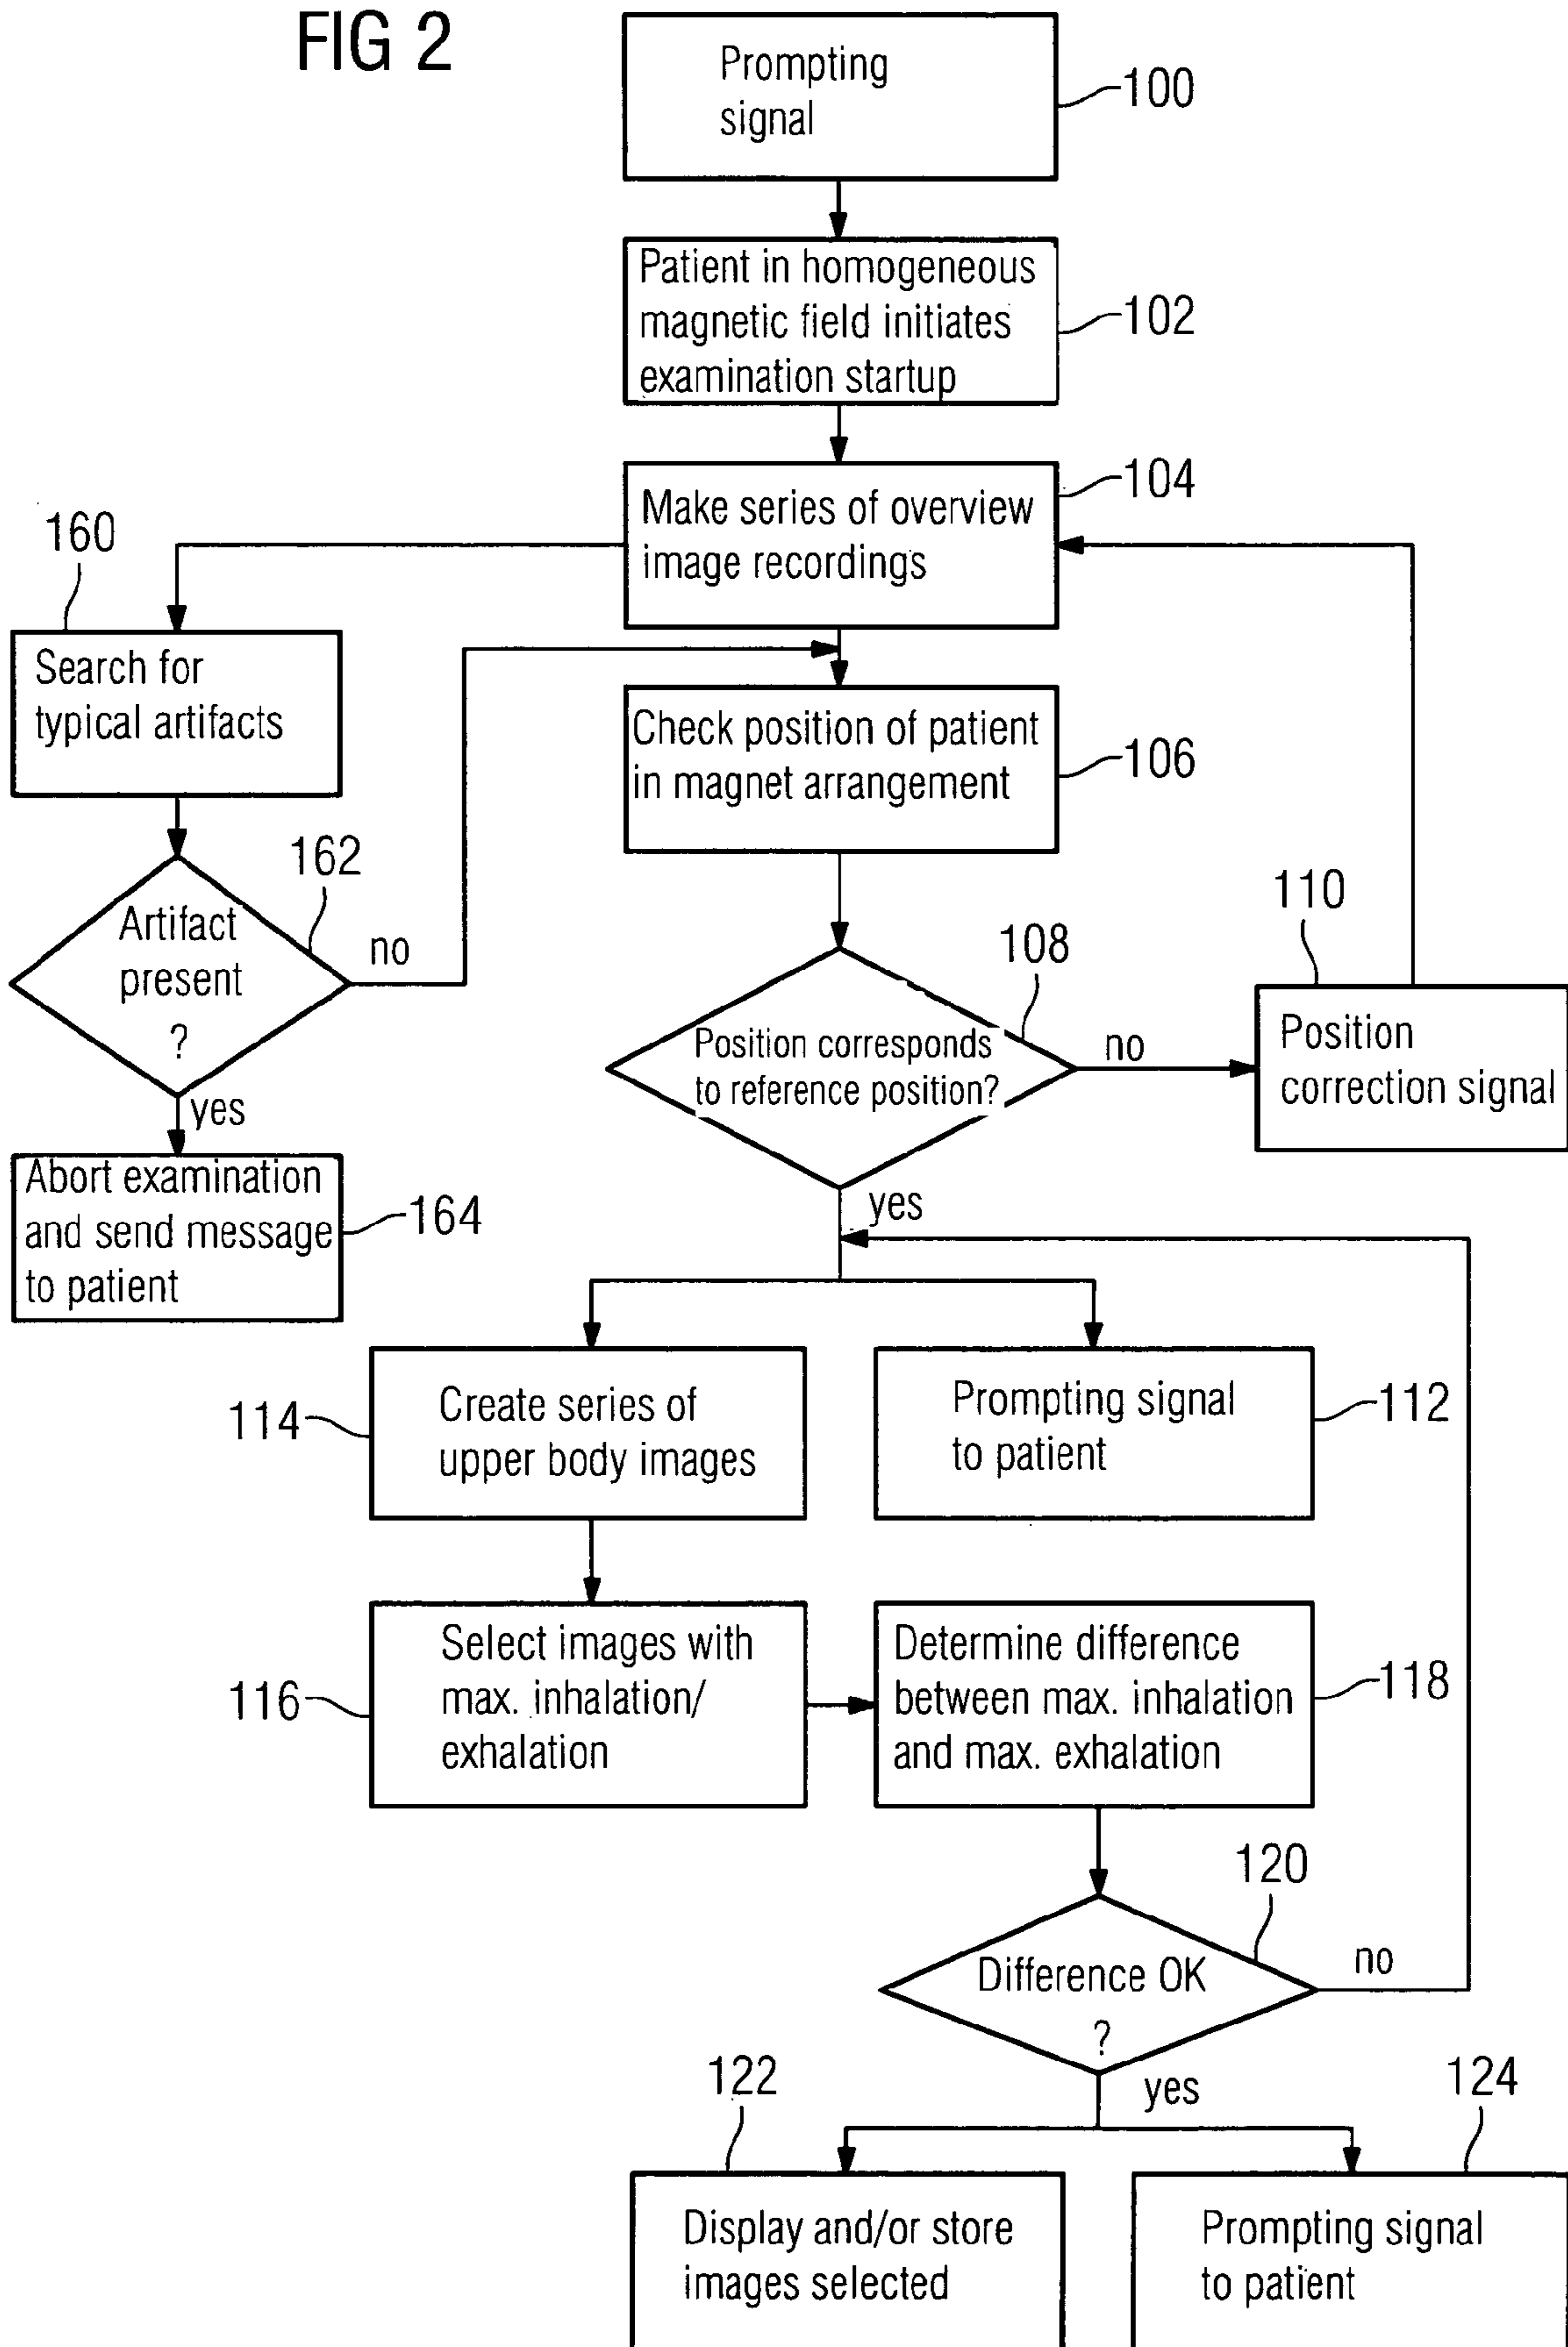 FIG 2
Prompting
signal
100
Patient in homogeneous
magnetic field initiates
examination startup
102
Make series of overview
image recordings
104
160
Search for
typical artifacts
Check position of patient
in magnet arrangement
106
162
Artifact
present
?
no
yes
108
Position corresponds
to reference position?
no
yes
110
Position
correction signal
Abort examination
and send message
to patient
164
114
Create series of
upper body images
Prompting signal
to patient
112
116
Select images with
max. inhalation/
exhalation
Determine difference
between max. inhalation
and max. exhalation
118
120
Difference OK
?
no
yes
122
Display and/or store
images selected
124
Prompting signal
to patient